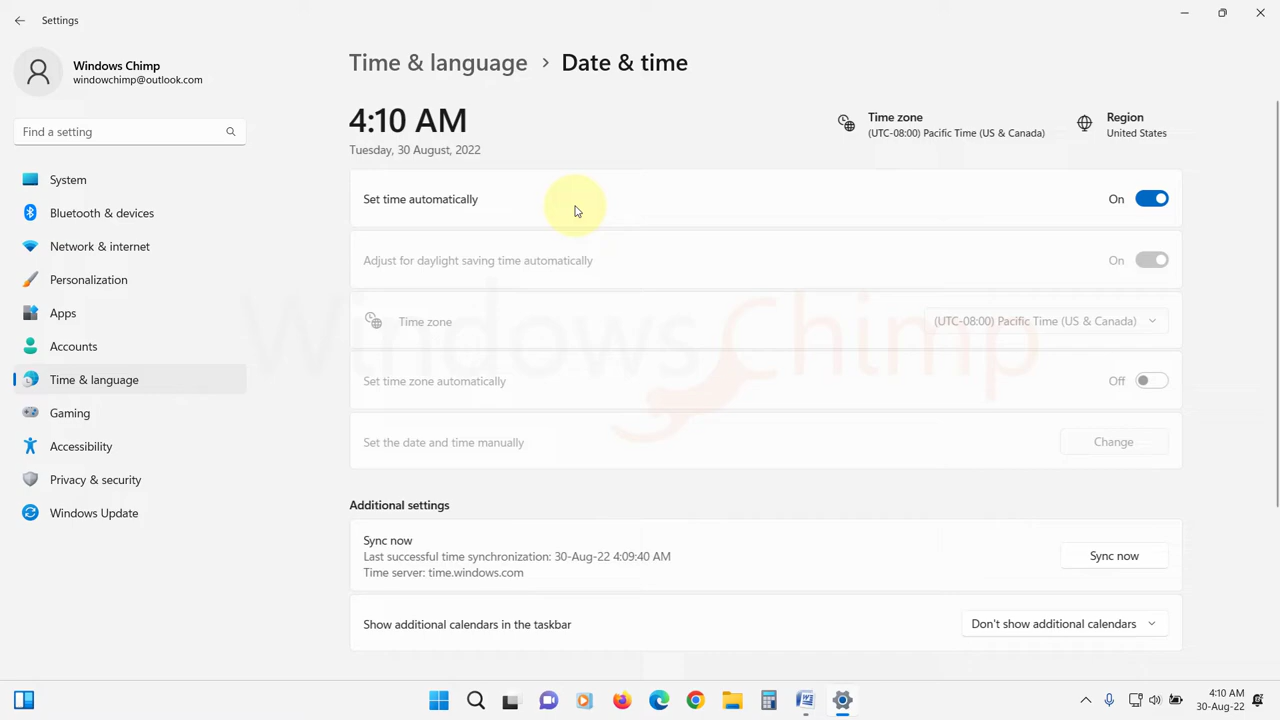 Settings
Windows Chimp
windowchimp@outlook.com
Find a setting
System
Bluetooth & devices
Network & internet
Personalization
Apps
Accounts
Time & language
Gaming
Accessibility
Privacy & security
Windows Update
Time & language > Date & time
4:10 AM
Tuesday, 30 August, 2022
Time zone
(UTC-08:00) Pacific Time (US & Canada)
Region
United States
Set time automatically On
Adjust for daylight saving time automatically On
Time zone (UTC-08:00) Pacific Time (US & Canada)
Set time zone automatically Off
Set the date and time manually Change
WindowsChimp
Additional settings
Sync now
Last successful time synchronization: 30-Aug-22 4:09:40 AM
Time server: time.windows.com
Sync now
Show additional calendars in the taskbar Don't show additional calendars
4:10 AM
30-Aug-22